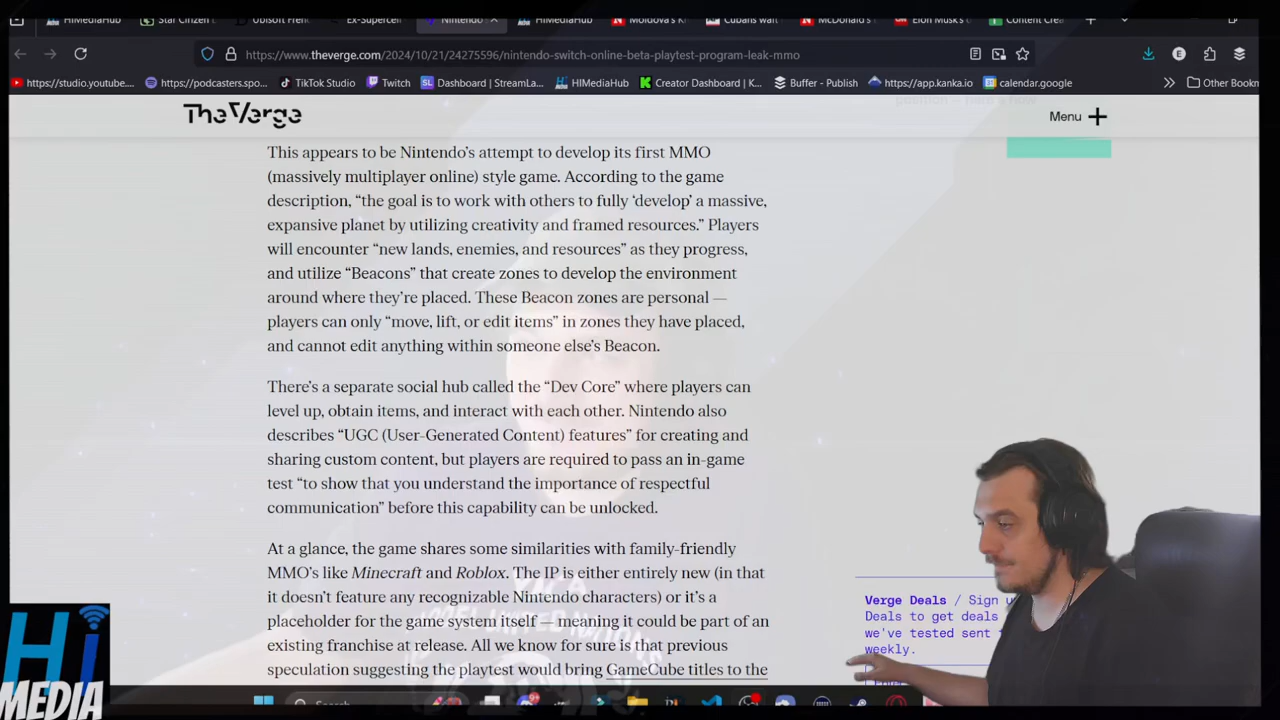 HiMediaHub
Star Citizen
Ubisoft
Ex-Supercell
Nintendo
HiMediaHub
Moldova's
Cubans wait
McDonald's
Elon Musk's
Content Crea
https://www.theverge.com/2024/10/21/24275596/nintendo-switch-online-beta-playtest-program-leak-mmo
E
https://studio.youtube....
https://podcasters.spo...
TikTok Studio
Twitch
Dashboard | StreamLa...
HIMediaHub
Creator Dashboard | K...
Buffer - Publish
https://app.kanka.io
calendar.google
Other Bookn
TheVerge
Menu
This appears to be Nintendo’s attempt to develop its first MMO
(massively multiplayer online) style game. According to the game
description, “the goal is to work with others to fully ‘develop’ a massive,
expansive planet by utilizing creativity and framed resources.” Players
will encounter “new lands, enemies, and resources” as they progress,
and utilize “Beacons” that create zones to develop the environment
around where they’re placed. These Beacon zones are personal —
players can only “move, lift, or edit items” in zones they have placed,
and cannot edit anything within someone else’s Beacon.
There’s a separate social hub called the “Dev Core” where players can
level up, obtain items, and interact with each other. Nintendo also
describes “UGC (User-Generated Content) features” for creating and
sharing custom content, but players are required to pass an in-game
test “to show that you understand the importance of respectful
communication” before this capability can be unlocked.
At a glance, the game shares some similarities with family-friendly
MMO’s like Minecraft and Roblox. The IP is either entirely new (in that
it doesn’t feature any recognizable Nintendo characters) or it’s a
placeholder for the game system itself — meaning it could be part of an
existing franchise at release. All we know for sure is that previous
speculation suggesting the playtest would bring GameCube titles to the
Verge Deals / Sign u
Deals to get deals
we've tested sent
weekly.
Hi
MEDIA
Search